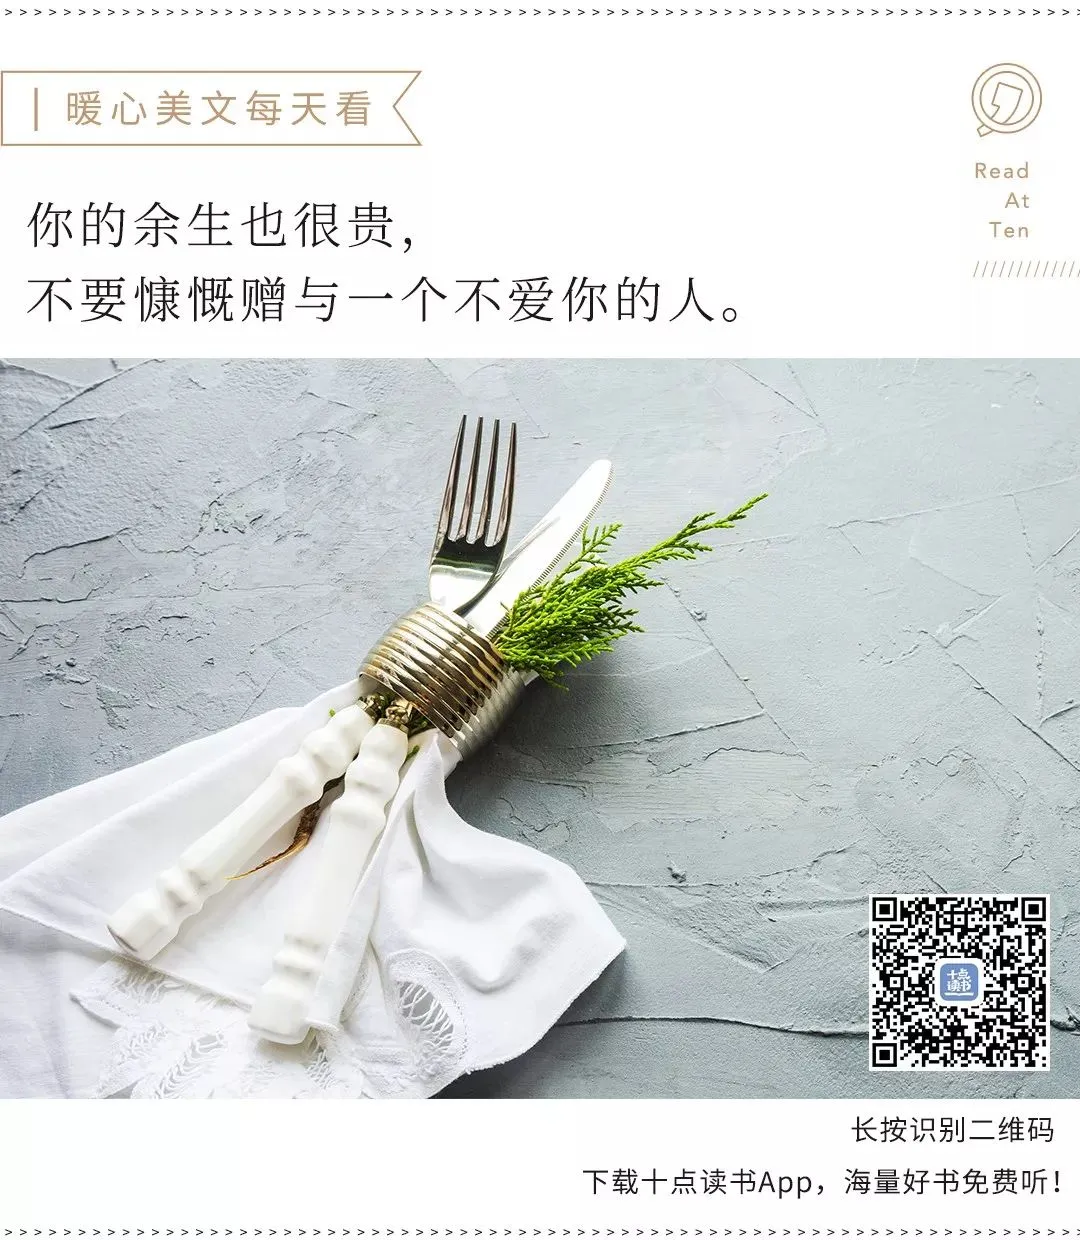 暖心美文每天看
Read
At
Ten
你的余生也很贵，
不要慷慨赠与一个不爱你的人。
十点
读书
长按识别二维码
下载十点读书App，海量好书免费听！